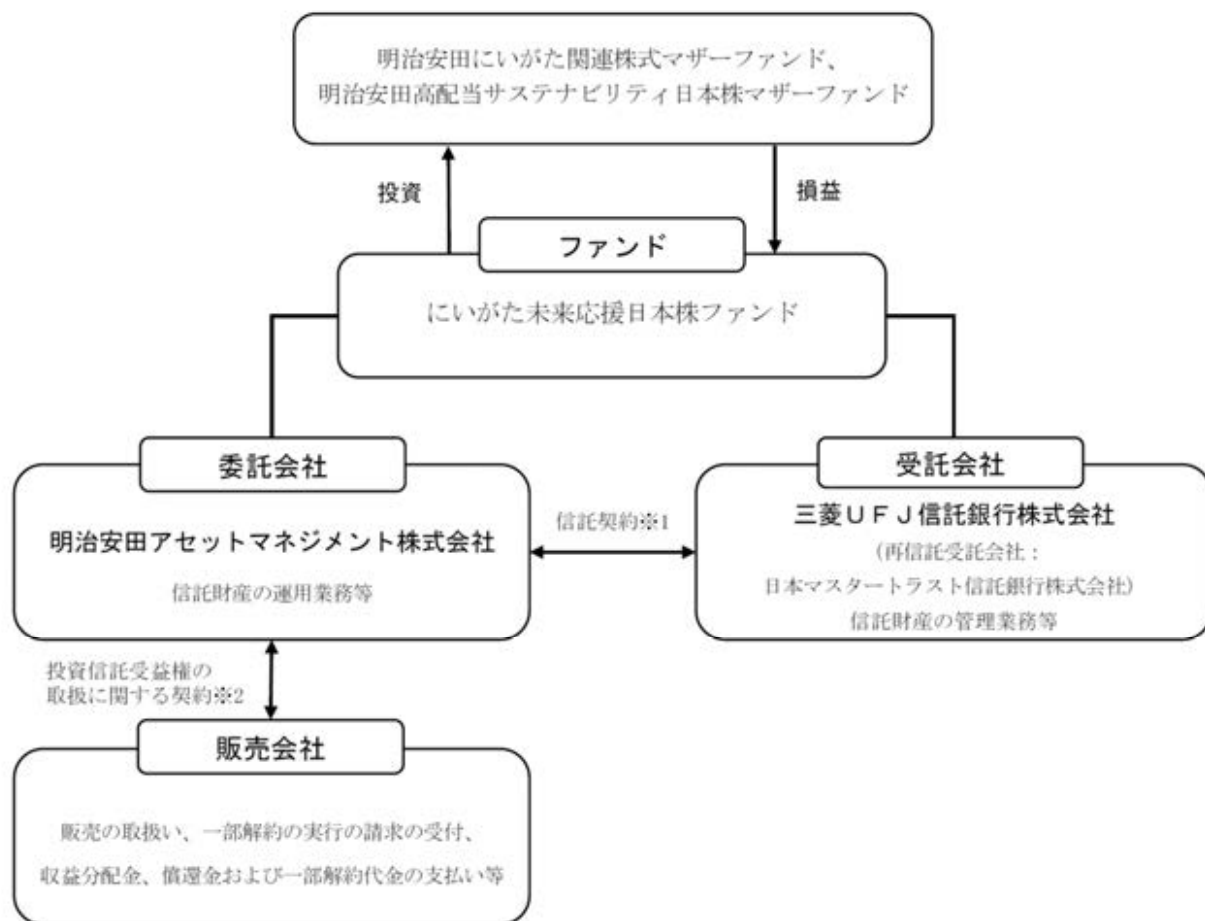 明治安田にいがた関連株式マザーファンド、
明治安田高配当サステナビリティ日本株マザーファンド
投資
損益
ファンド
にいがた未来応援日本株ファンド
委託会社
明治安田アセットマネジメント株式会社
信託財産の運用業務等
信託契約※1
受託会社
三菱ＵＦＪ信託銀行株式会社
(再信託受託会社：
日本マスタートラスト信託銀行株式会社)
信託財産の管理業務等
投資信託受益権の
取扱に関する契約※2
販売会社
販売の取扱い、一部解約の実行の請求の受付、
収益分配金、償還金および一部解約代金の支払い等